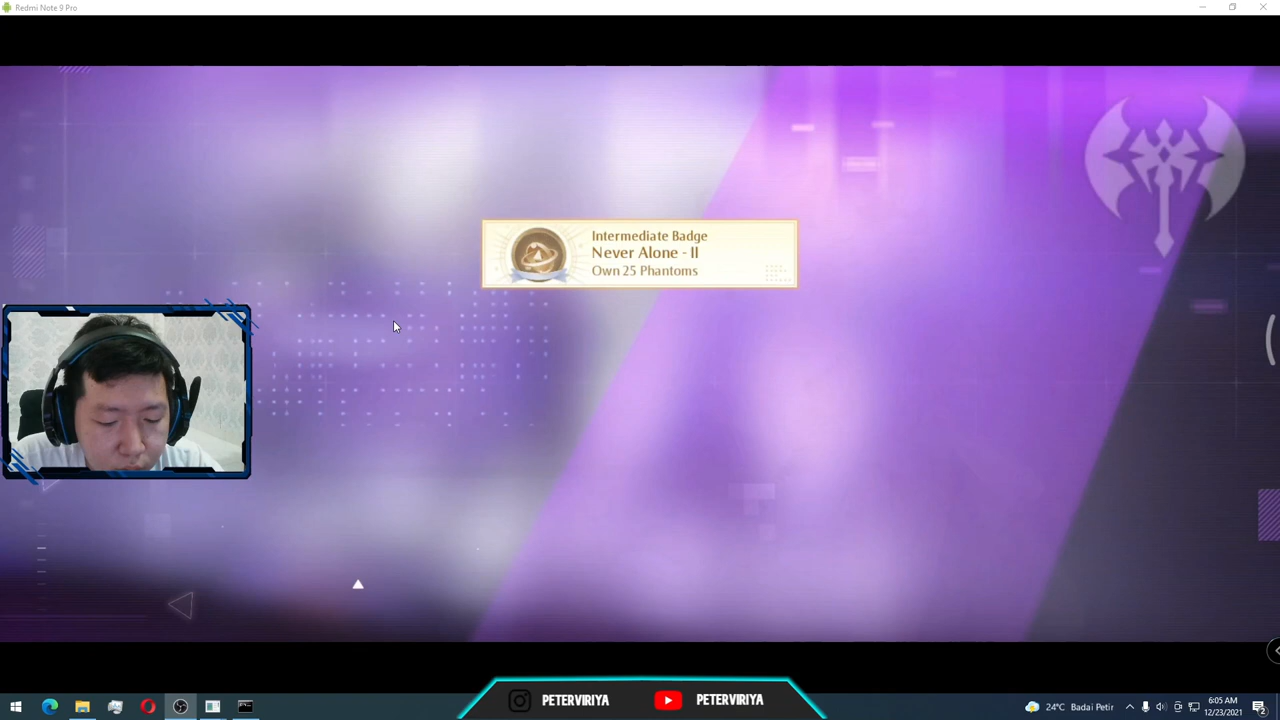 Redmi Note 9 Pro
Intermediate Badge
Never Alone - II
Own 25 Phantoms
PETERVIRIYA
PETERVIRIYA
24°C Badai Petir
6:05 AM
12/23/2021
2